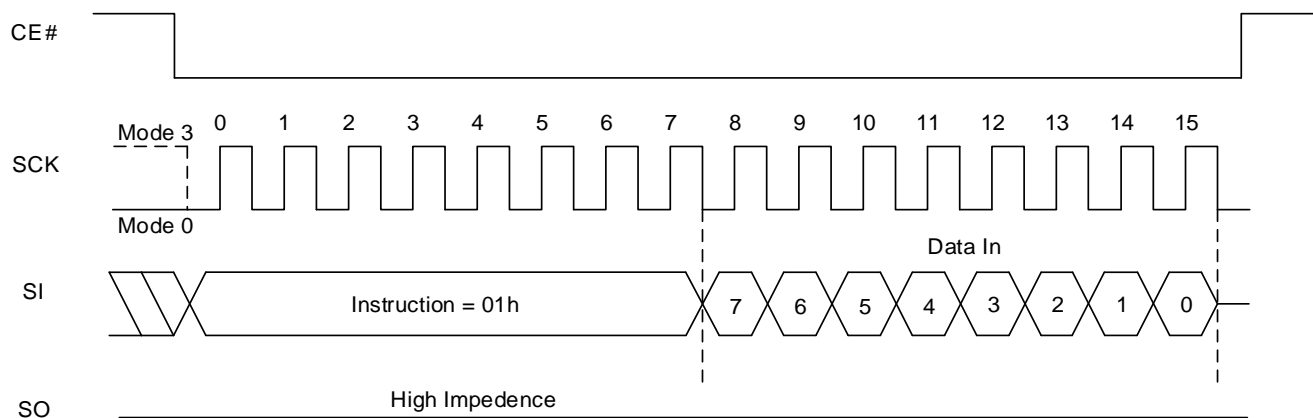 CE#
0 1 2 3 4 5 6 7 8 9 10 11 12 13 14 15
Mode 3
SCK
Mode 0
Data In
SI
Instruction = 01h
7 6 5 4 3 2 1 0
High Impedence
SO